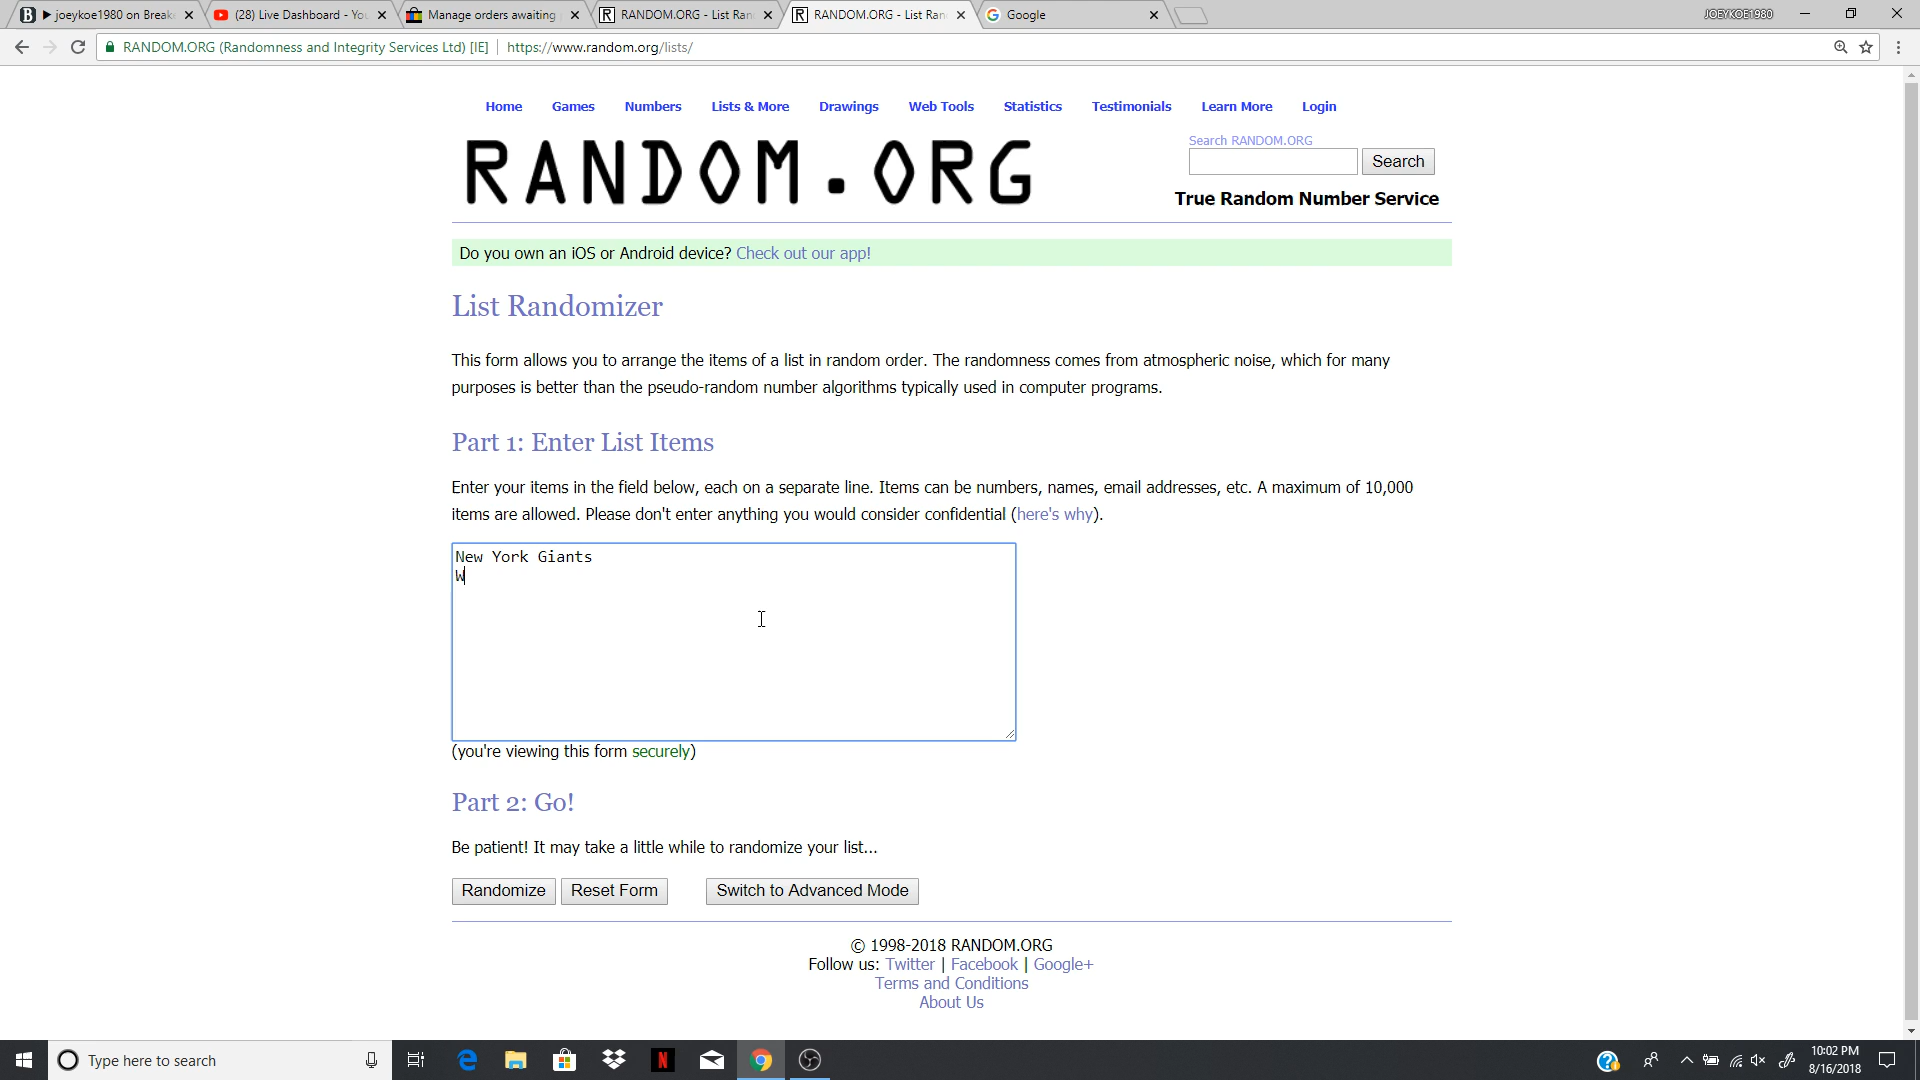 ▶ joeykoe1980 on Break
(28) Live Dashboard - You
Manage orders awaiting
RANDOM.ORG - List Ran
RANDOM.ORG - List Ran
Google
JOEYKOE1980
RANDOM.ORG (Randomness and Integrity Services Ltd) [IE]
https://www.random.org/lists/
Home Games Numbers Lists & More Drawings Web Tools Statistics Testimonials Learn More Login
RANDOM.ORG
Search RANDOM.ORG
Search
True Random Number Service
Do you own an iOS or Android device? Check out our app!
List Randomizer
This form allows you to arrange the items of a list in random order. The randomness comes from atmospheric noise, which for many
purposes is better than the pseudo-random number algorithms typically used in computer programs.
Part 1: Enter List Items
Enter your items in the field below, each on a separate line. Items can be numbers, names, email addresses, etc. A maximum of 10,000
items are allowed. Please don't enter anything you would consider confidential (here's why).
New York Giants
W
(you're viewing this form securely)
Part 2: Go!
Be patient! It may take a little while to randomize your list...
Randomize Reset Form Switch to Advanced Mode
© 1998-2018 RANDOM.ORG
Follow us: Twitter | Facebook | Google+
Terms and Conditions
About Us
Type here to search
10:02 PM
8/16/2018